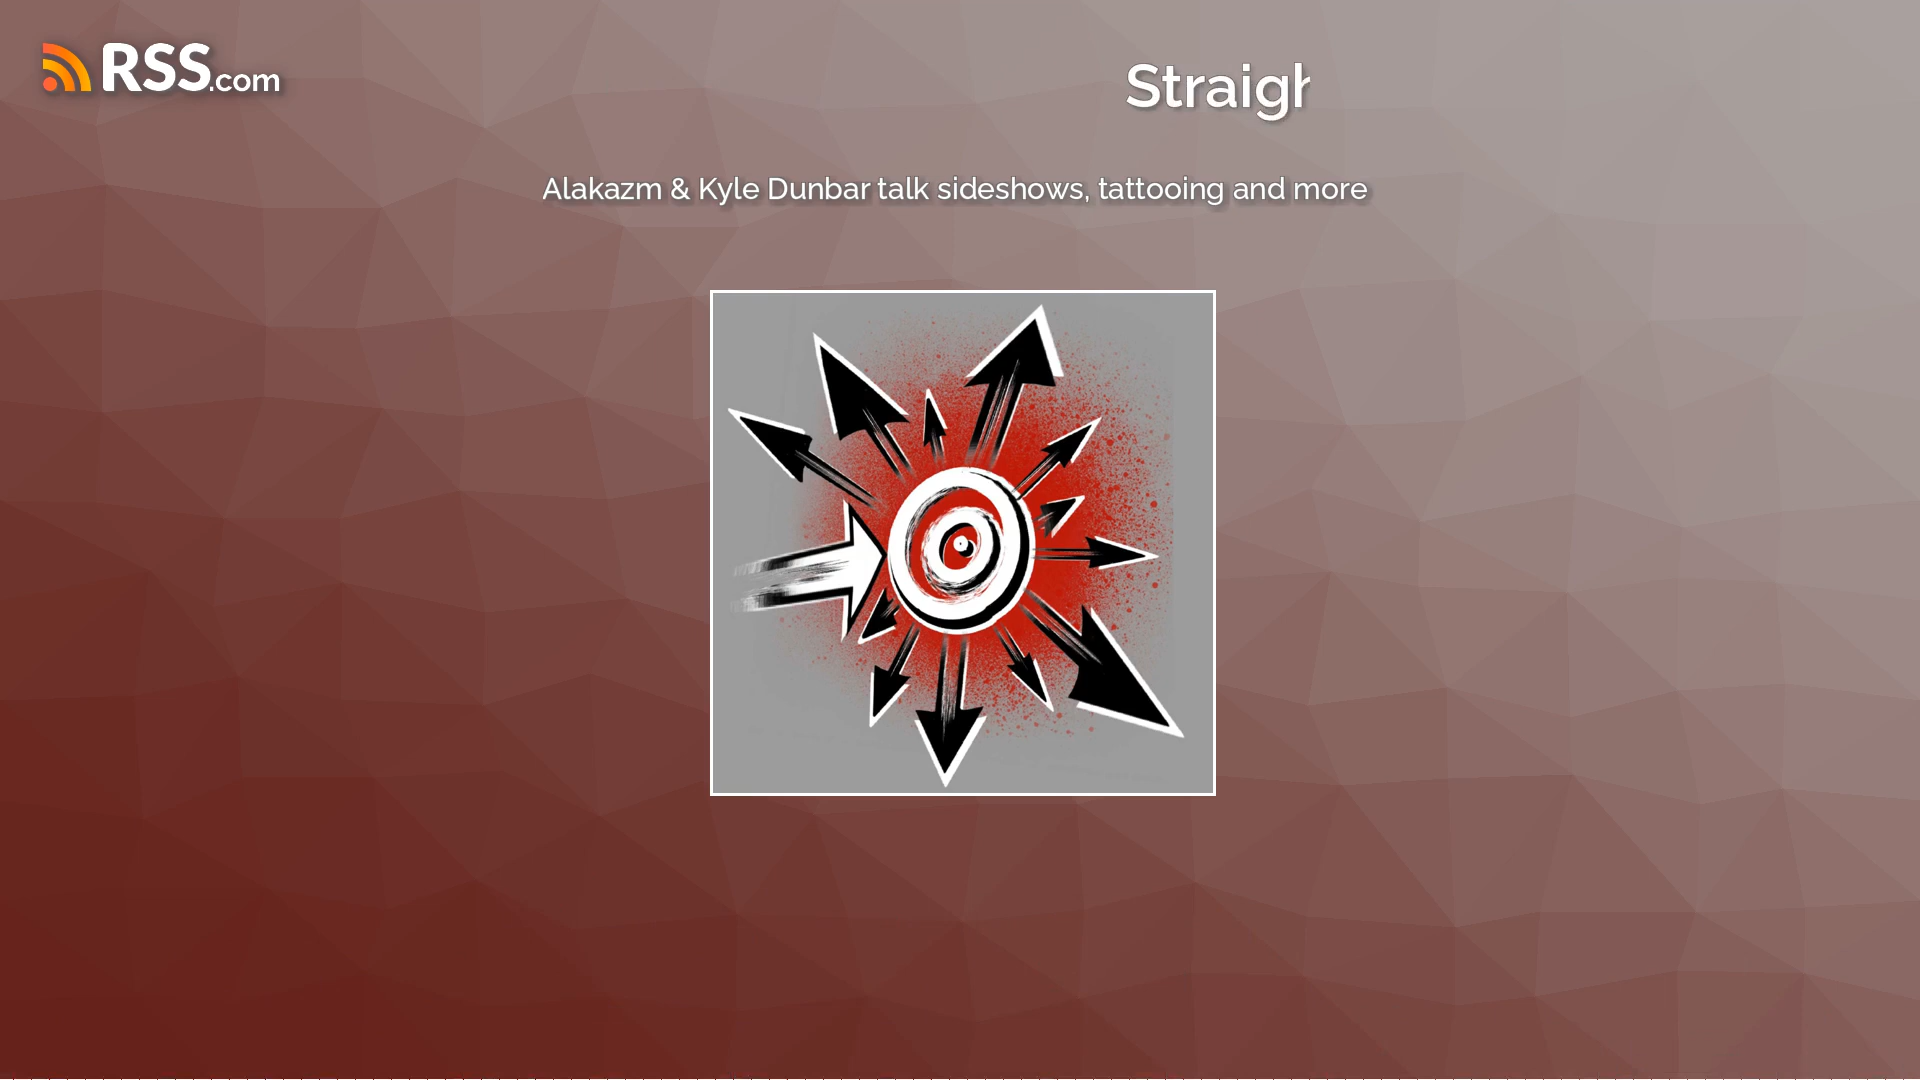 RSS.com
Straigh
Alakazm & Kyle Dunbar talk sideshows, tattooing and more